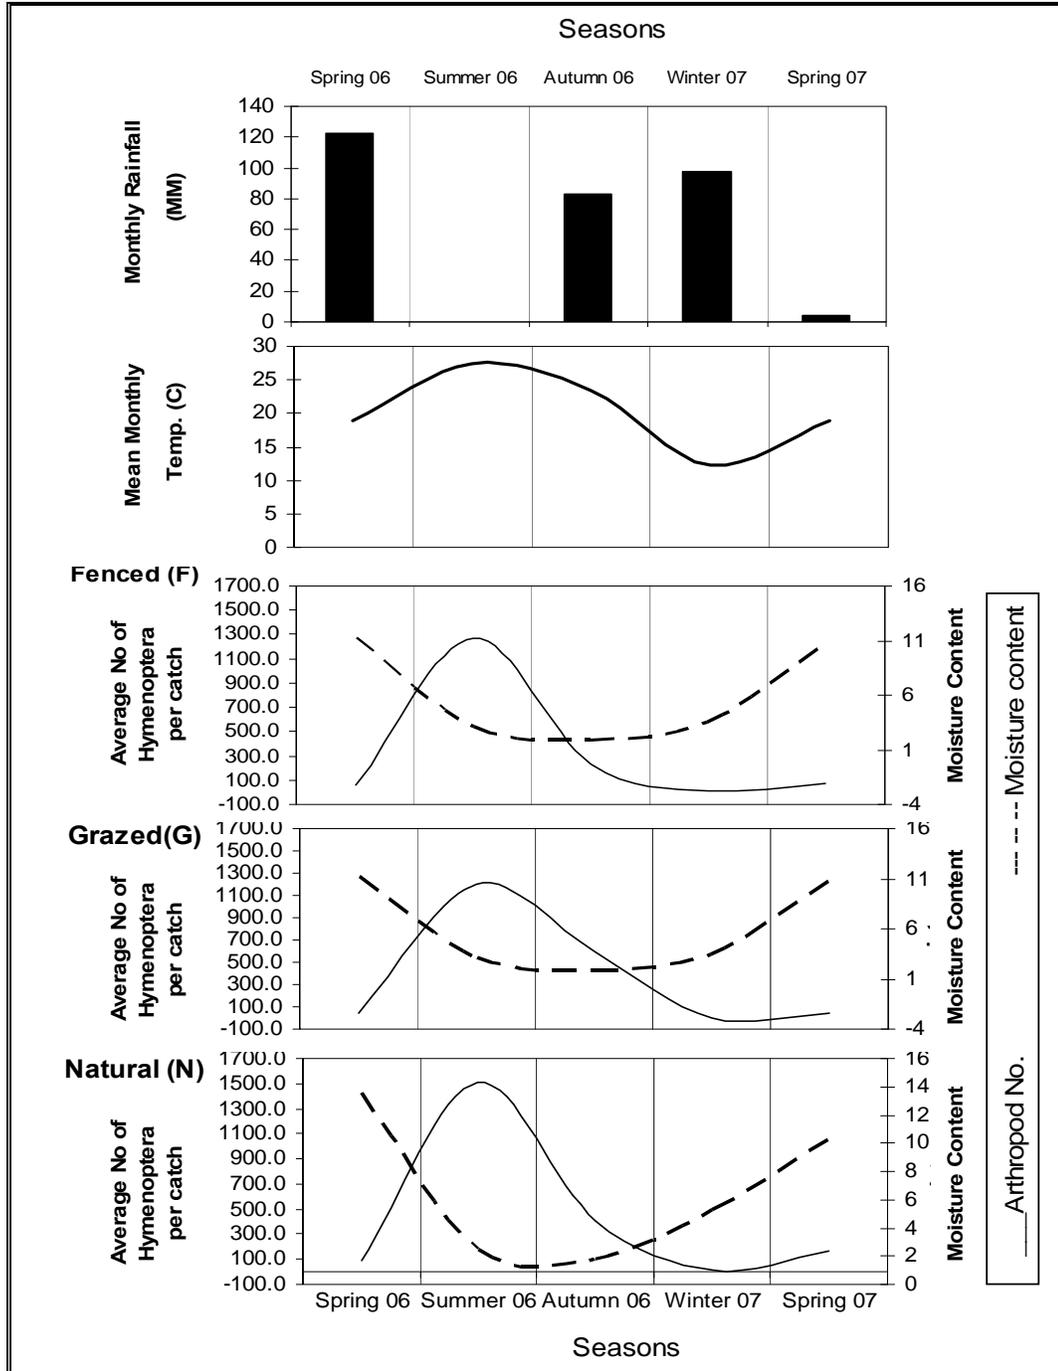 Seasons
Spring 06 Summer 06 Autumn 06 Winter 07 Spring 07
Monthly Rainfall
(MM)
140
120
100
80
60
40
20
0
Mean Monthly
Temp. (C)
30
25
20
15
10
5
0
Fenced (F)
Average No of
Hymenoptera
per catch
1700.0
1500.0
1300.0
1100.0
900.0
700.0
500.0
300.0
100.0
-100.0
16
11
6
1
-4
Moisture Content
Grazed(G)
Average No of
Hymenoptera
per catch
1700.0
1500.0
1300.0
1100.0
900.0
700.0
500.0
300.0
100.0
-100.0
16
11
6
1
-4
Moisture Content
Natural (N)
Average No of
Hymenoptera
per catch
1700.0
1500.0
1300.0
1100.0
900.0
700.0
500.0
300.0
100.0
-100.0
16
14
12
10
8
6
4
2
0
Moisture Content
Spring 06 Summer 06 Autumn 06 Winter 07 Spring 07
Seasons
Arthropod No. Moisture content